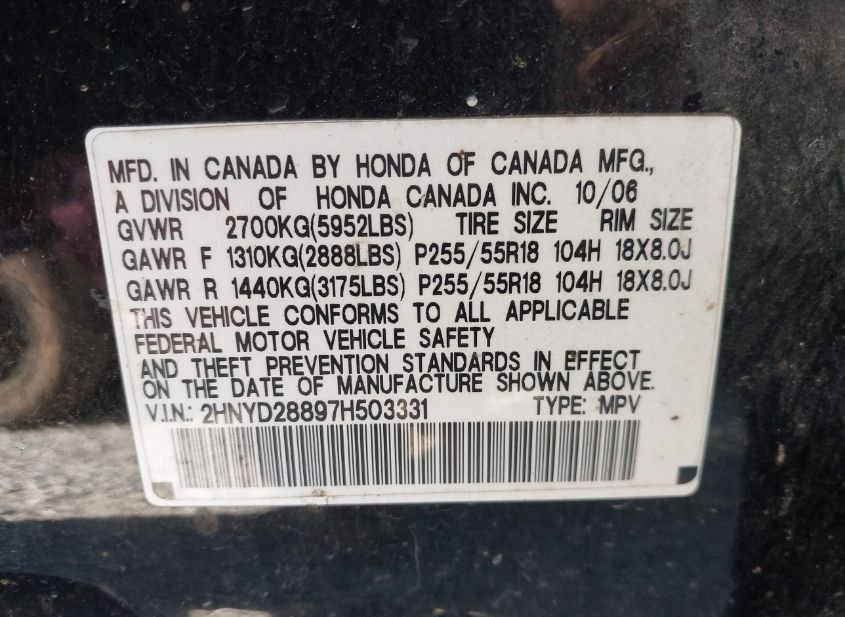 MFD. IN CANADA BY HONDA OF CANADA MFG.,
A DIVISION OF HONDA CANADA INC. 10/06
GVWR 2700KG(5952LBS) TIRE SIZE RIM SIZE
GAWR F 1310KG(2888LBS) P255/55R18 104H 18X8.0J
GAWR R 1440KG(3175LBS) P255/55R18 104H 18X8.0J
THIS VEHICLE CONFORMS TO ALL APPLICABLE
FEDERAL MOTOR VEHICLE SAFETY
AND THEFT PREVENTION STANDARDS IN EFFECT
ON THE DATE OF MANUFACTURE SHOWN ABOVE.
V.I.N.: 2HNYD28897H503331 TYPE: MPV